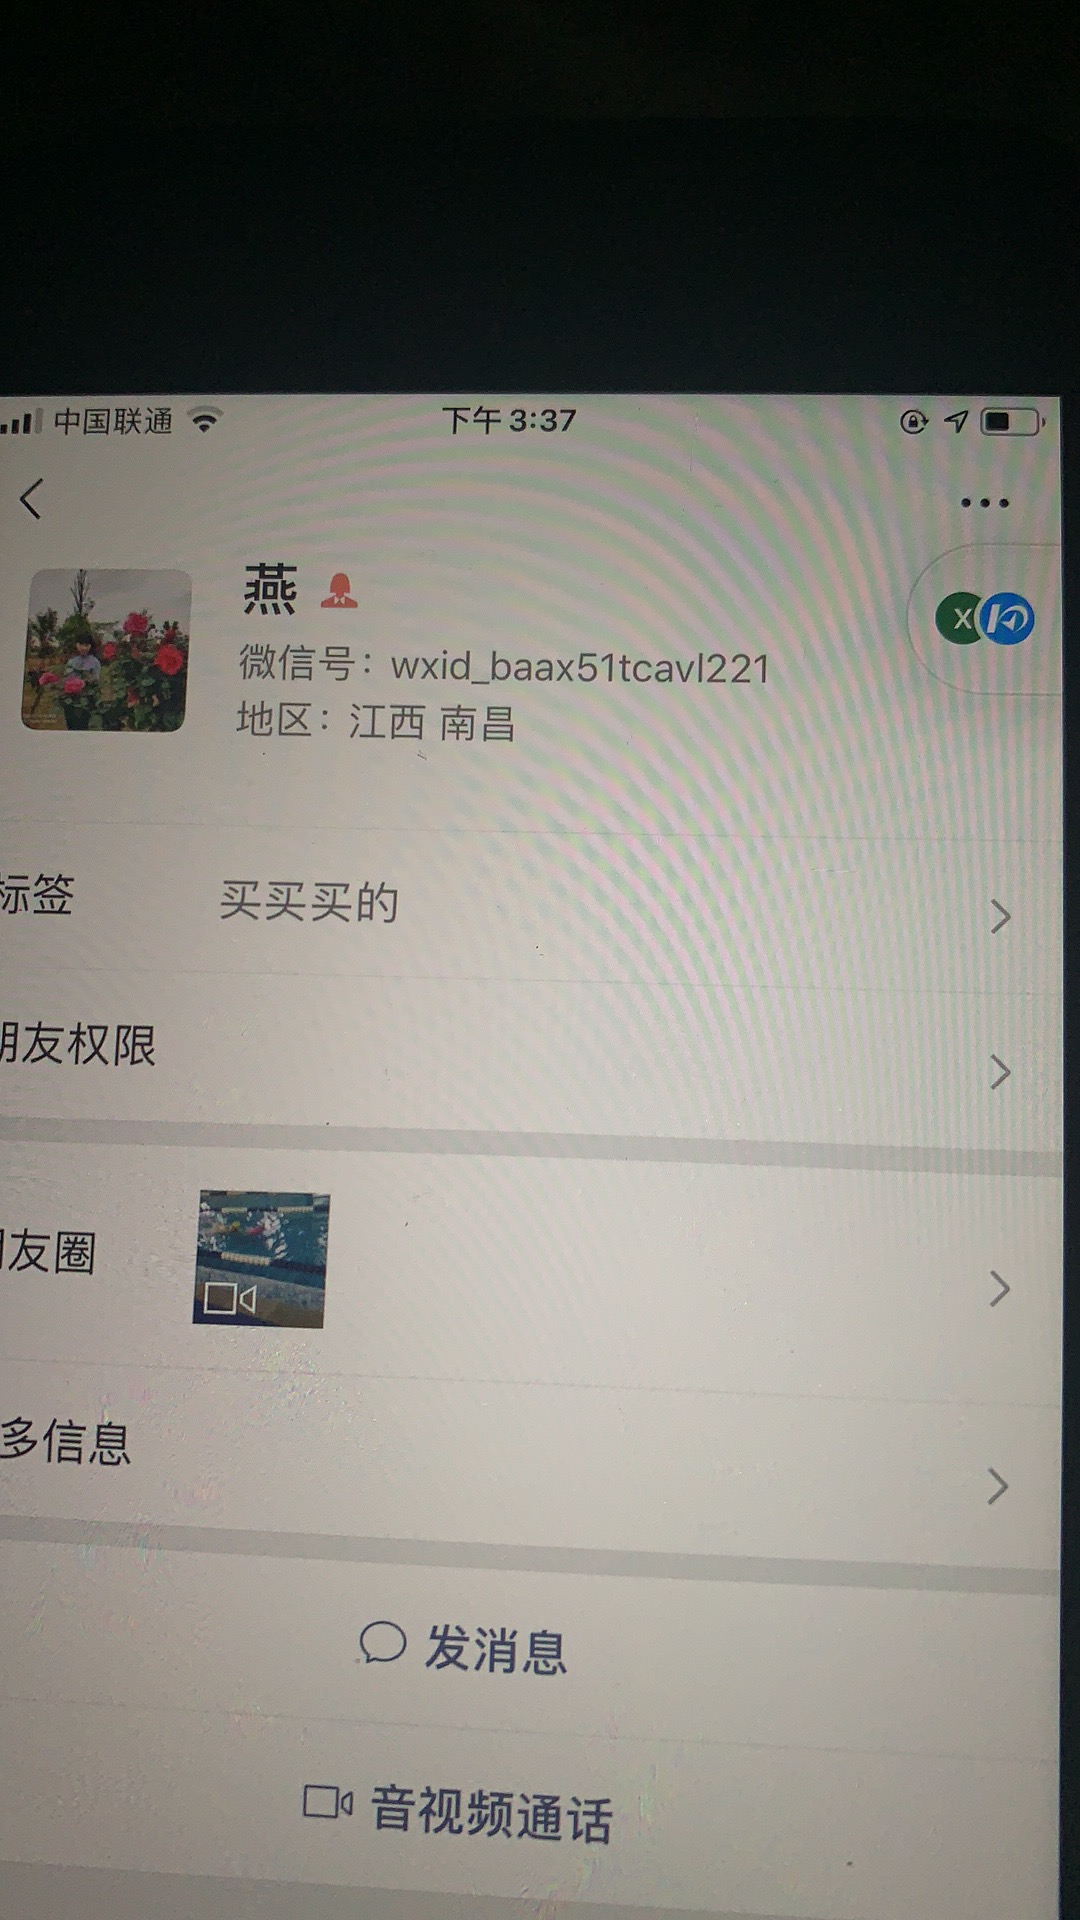 中国联通
下午 3:37
燕
微信号：wxid_baax51tcavl221
地区：江西 南昌
标签 买买买的
朋友权限
朋友圈
多信息
发消息
音视频通话